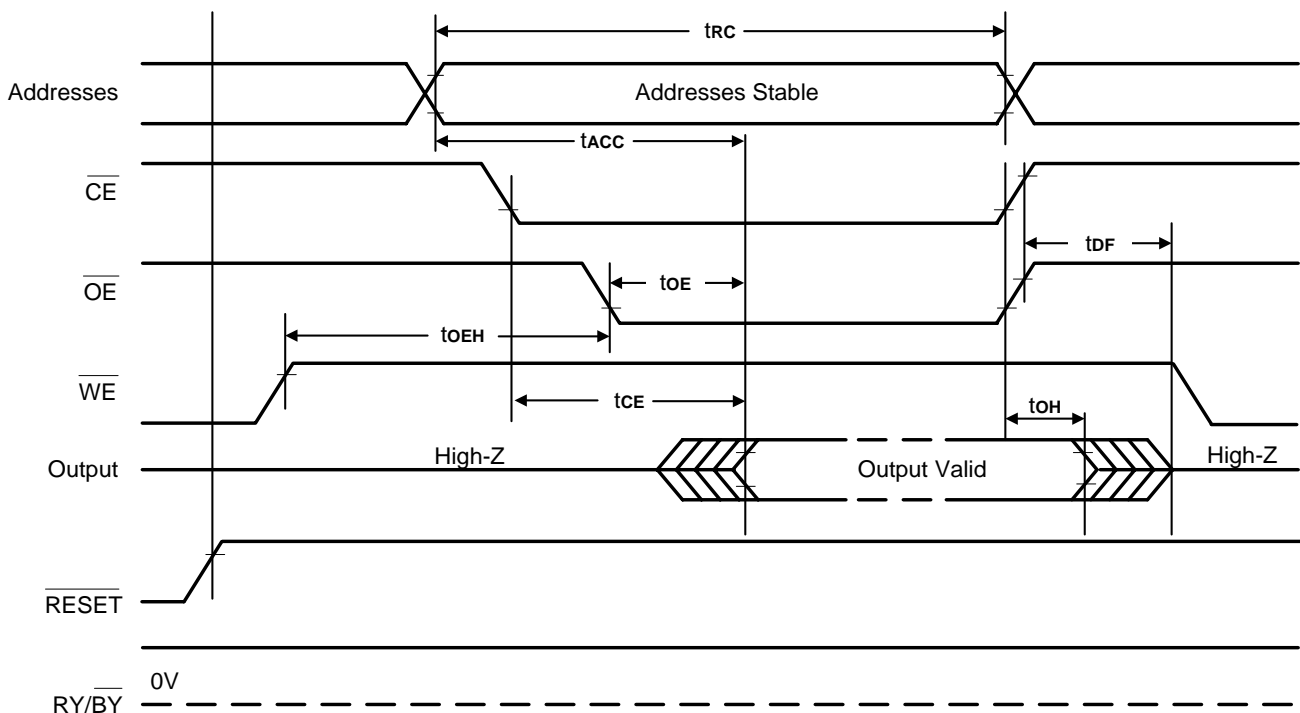 tRC
Addresses
Addresses Stable
tACC
CE
tDF
OE
tOE
tOEH
WE
tCE
tOH
High-Z
High-Z
Output
Output Valid
RESET
0V
RY/BY